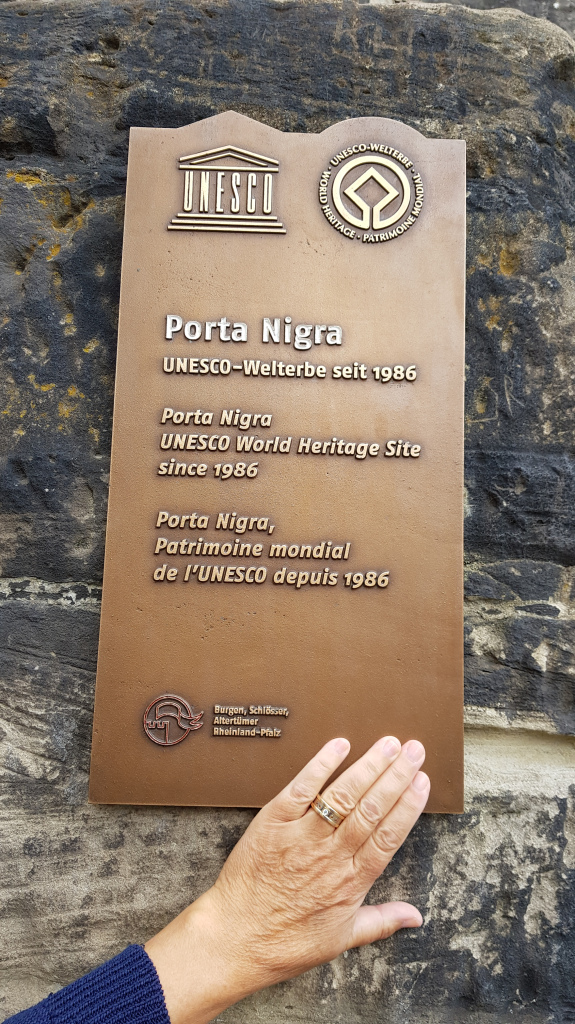 UNESCO
UNESCO-WELTERBE · WORLD HERITAGE · PATRIMOINE MONDIAL ·
Porta Nigra
UNESCO-Welterbe seit 1986
Porta Nigra
UNESCO World Heritage Site
since 1986
Porta Nigra,
Patrimoine mondial
de l'UNESCO depuis 1986
Burgen, Schlösser,
Altertümer
Rheinland-Pfalz